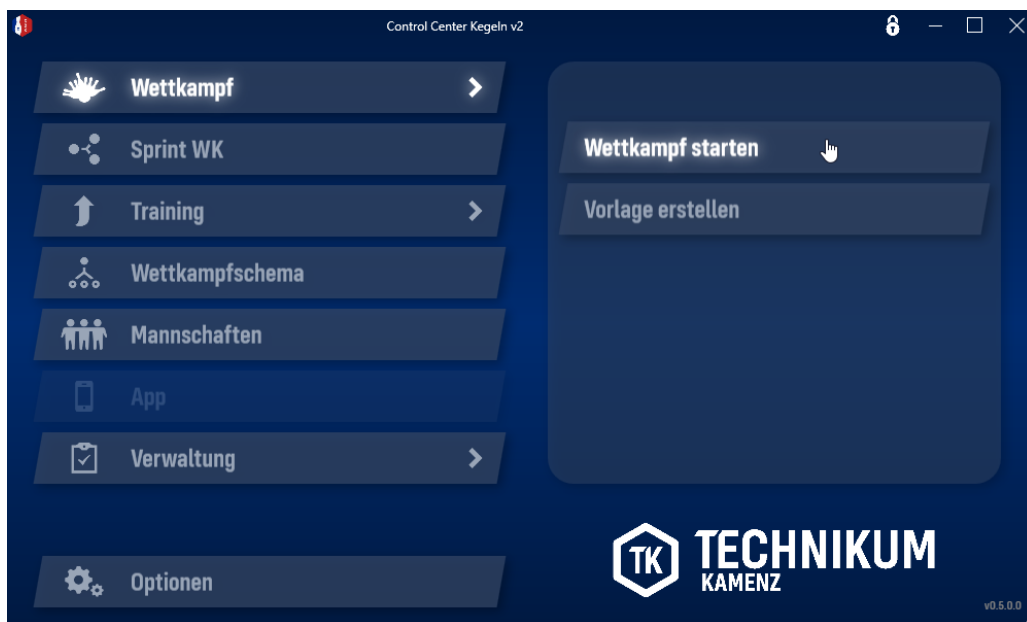 Control Center Kegeln v2
Wettkampf
Sprint WK
Training
Wettkampfschema
Mannschaften
App
Verwaltung
Optionen
Wettkampf starten
Vorlage erstellen
TK
TECHNIKUM
KAMENZ
v0.5.0.0